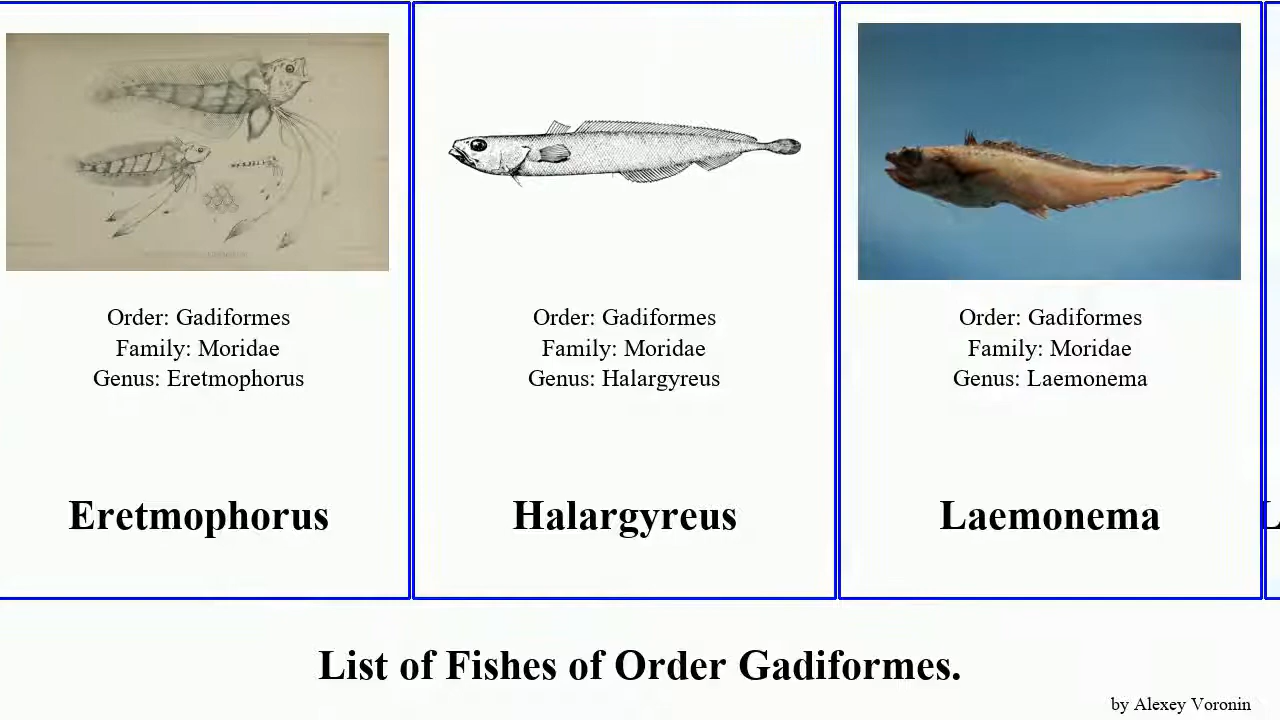 Order: Gadiformes
Family: Moridae
Genus: Eretmophorus
Eretmophorus
Order: Gadiformes
Family: Moridae
Genus: Halargyreus
Halargyreus
Order: Gadiformes
Family: Moridae
Genus: Laemonema
Laemonema
List of Fishes of Order Gadiformes.
by Alexey Voronin